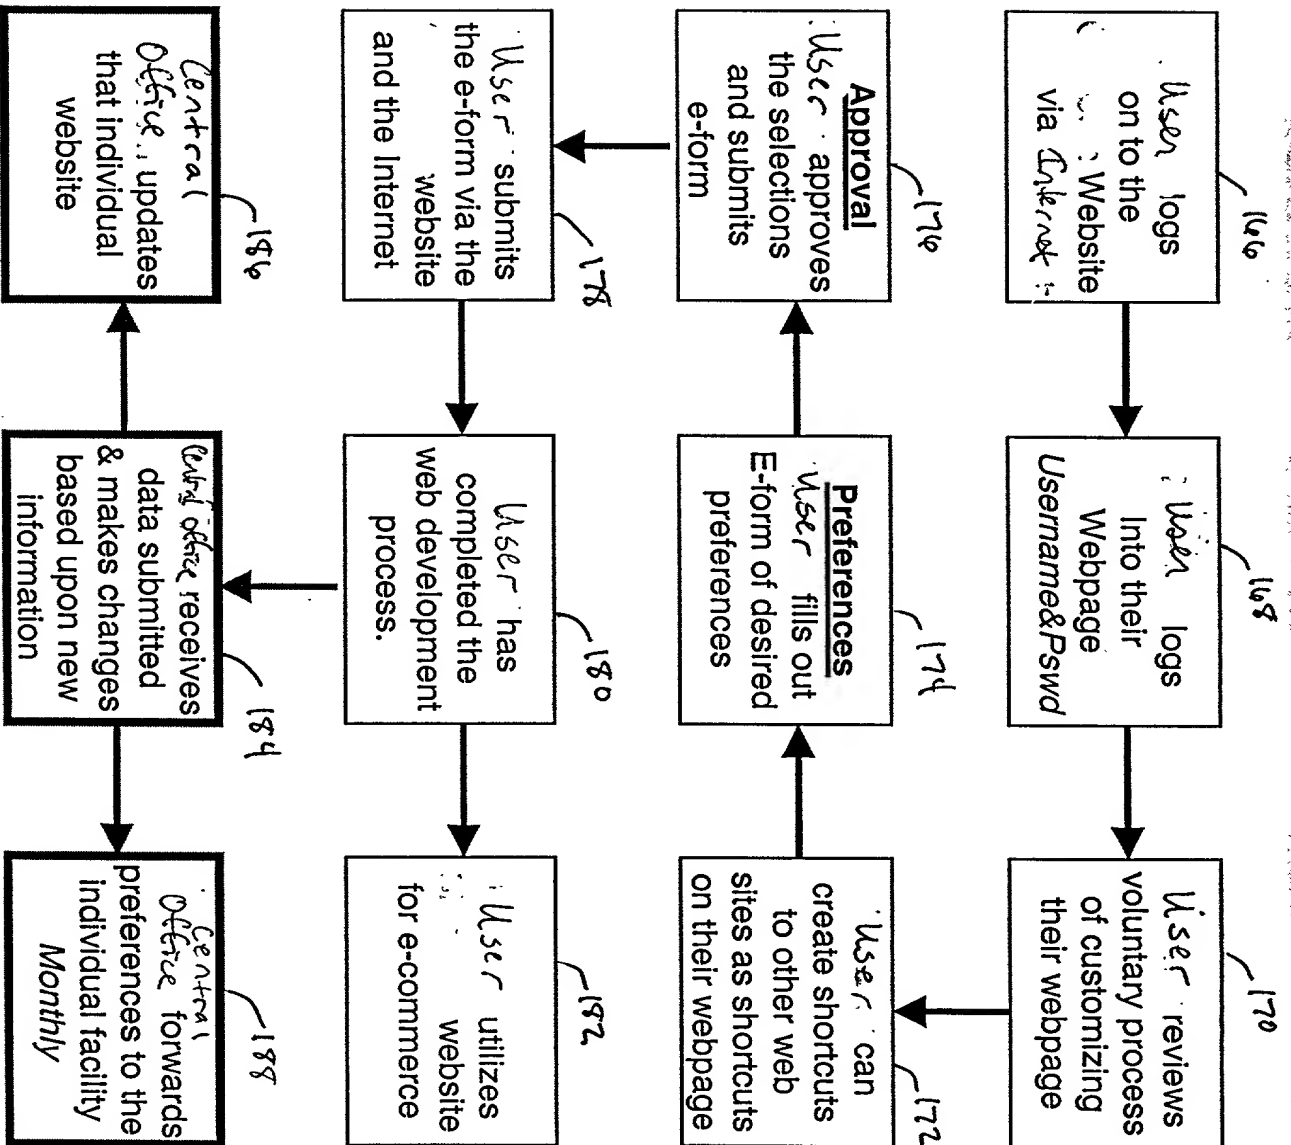 166
User logs
on to the
Website
via Internet
168
User logs
Into their
Webpage
Username&Pswd
170
User reviews
voluntary process
of customizing
their webpage
172
User can
create shortcuts
to other web
sites as shortcuts
on their webpage
174
Preferences
User fills out
E-form of desired
preferences
176
Approval
User approves
the selections
and submits
e-form
178
User submits
the e-form via the
website
and the Internet
180
User has
completed the
web development
process.
182
User utilizes
website
for e-commerce
184
Central office receives
data submitted
& makes changes
based upon new
information
186
Central
Office updates
that individual
website
188
Central
Office forwards
preferences to the
individual facility
Monthly